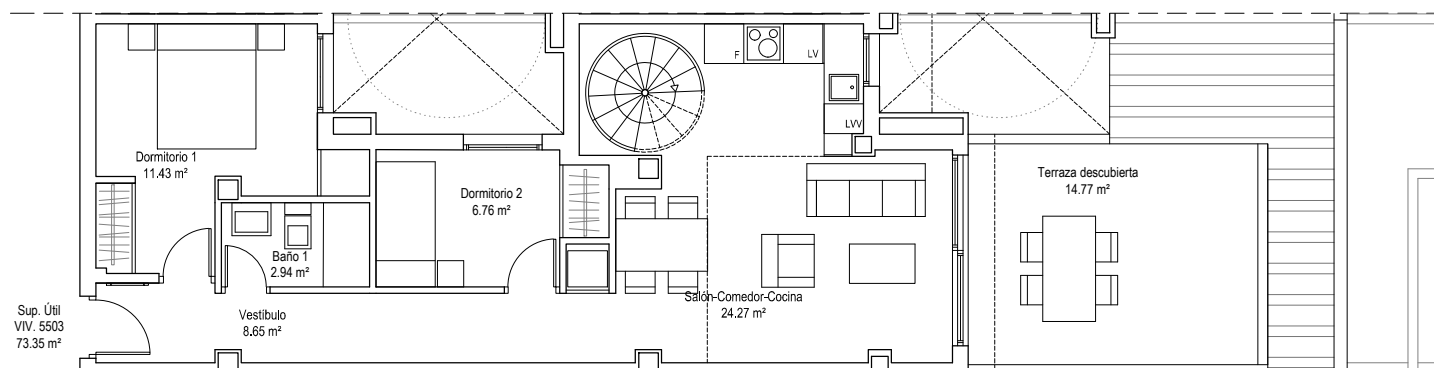 F
LV
LVV
Dormitorio 1
11.43 m²
Dormitorio 2
6.76 m²
Terraza descubierta
14.77 m²
Baño 1
2.94 m²
Salón-Comedor-Cocina
24.27 m²
Vestíbulo
8.65 m²
Sup. Útil
VIV. 5503
73.35 m²